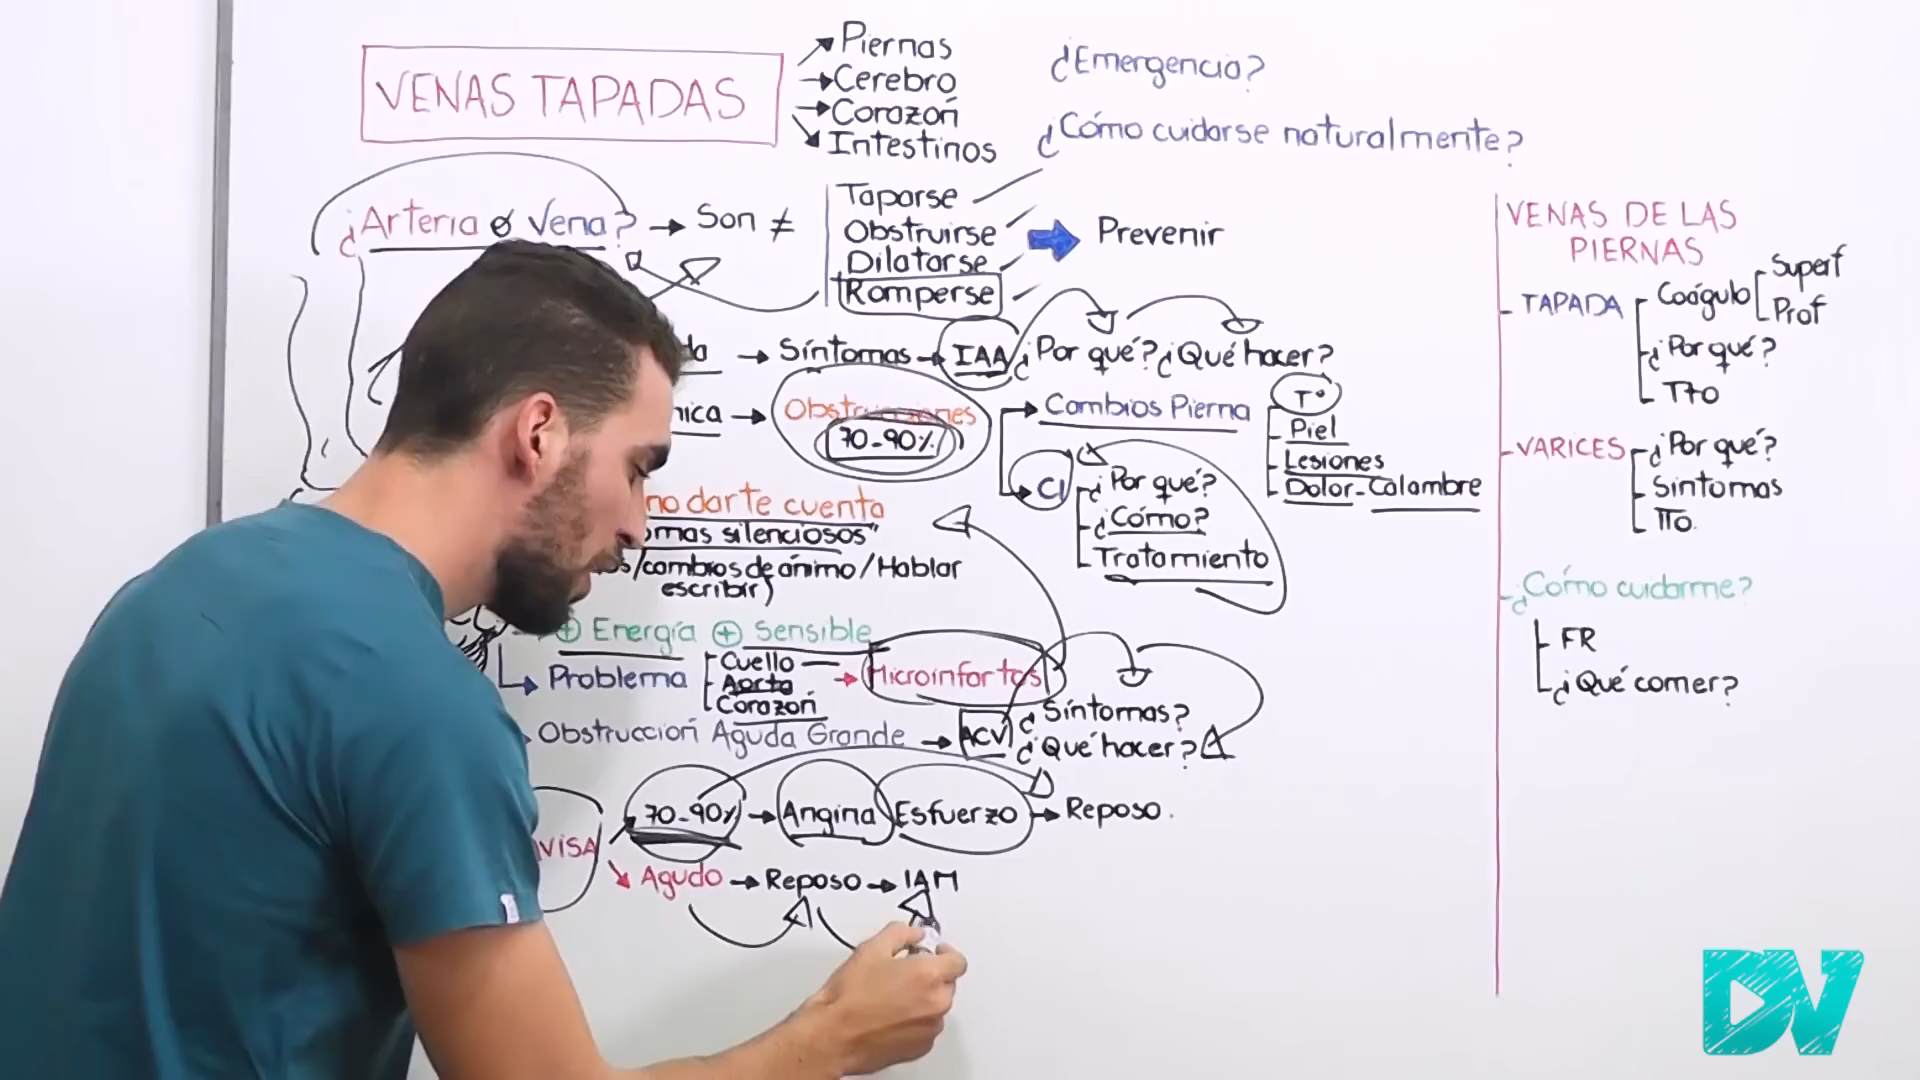 VENAS TAPADAS
Piernas
Cerebro
Corazón
Intestinos
¿Emergencia?
¿Cómo cuidarse naturalmente?
¿Arteria o Vena? → Son ≠
Taparse
Obstruirse
Dilatarse
Romperse
Prevenir
→ Síntomas → IAA ¿Por qué? ¿Qué hacer?
→ Obstrucciones
70-90%
Cambios Pierna
T°
Piel
Lesiones
Dolor-Calambre
CI
¿Por qué?
¿Cómo?
Tratamiento
no darte cuenta
silenciosos"
/cambios de ánimo/Hablar
escribir)
+ Energía + Sensible
Problema
Cuello
Aorta
Corazón
→ Microinfartos
Obstrucción Aguda Grande → ACV
¿Síntomas?
¿Qué hacer?
70-90% → Angina Esfuerzo → Reposo.
Agudo → Reposo → IAM
VENAS DE LAS
PIERNAS
- TAPADA
Coágulo
Superf
Prof
¿Por qué?
TTO
- VARICES
¿Por qué?
Síntomas
TTO.
¿Cómo cuidarme?
FR
¿Qué comer?
DV